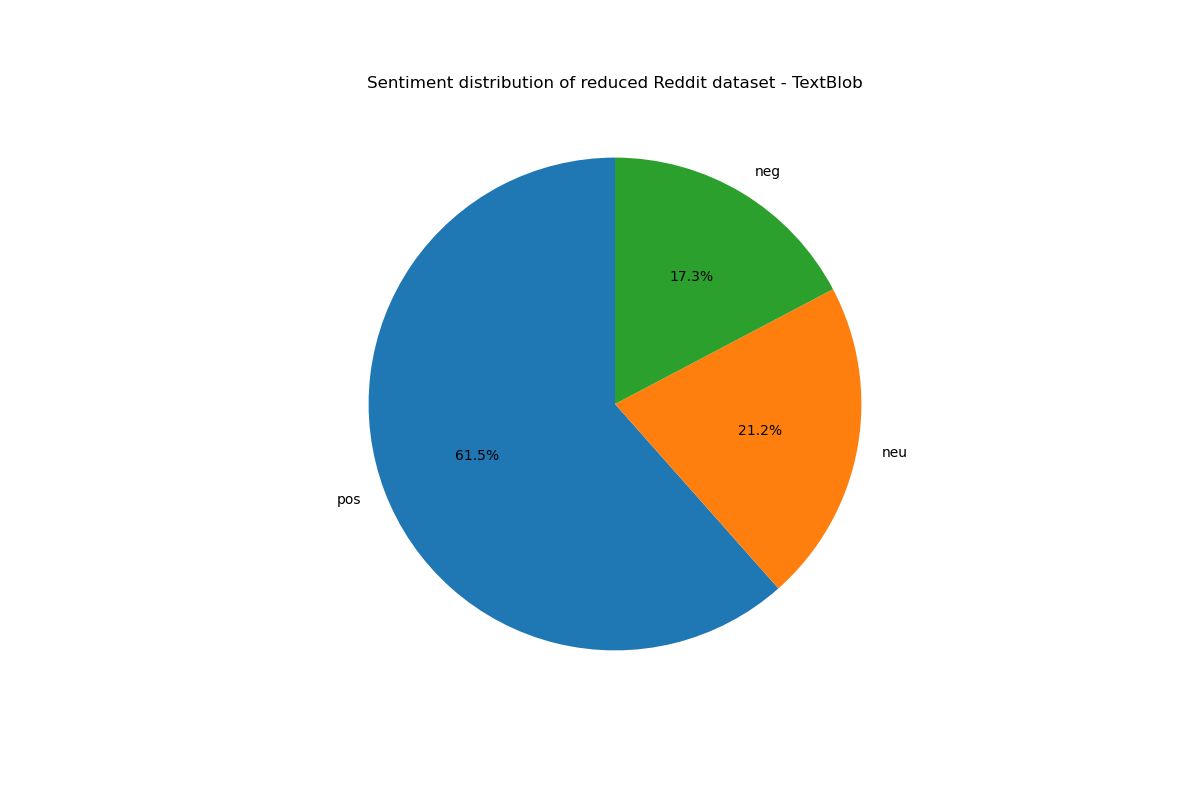 Sentiment distribution of reduced Reddit dataset - TextBlob
neg
17.3%
21.2%
neu
61.5%
pos